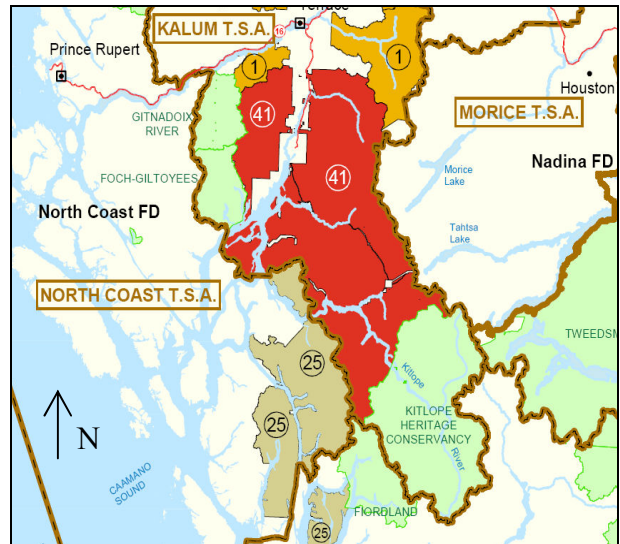 Terrace
KALUM T.S.A.
16
Prince Rupert
1
1
Houston
41
GITNADOIX
RIVER
MORICE T.S.A.
Nadina FD
41
FOCH-GILTOYEES
Morice
Lake
North Coast FD
Tahtsa
Lake
NORTH COAST T.S.A.
TWEEDSM
25
Kitlope
N
KITLOPE
HERITAGE
CONSERVANCY
25
River
CAAMANO
SOUND
FIORDLAND
25